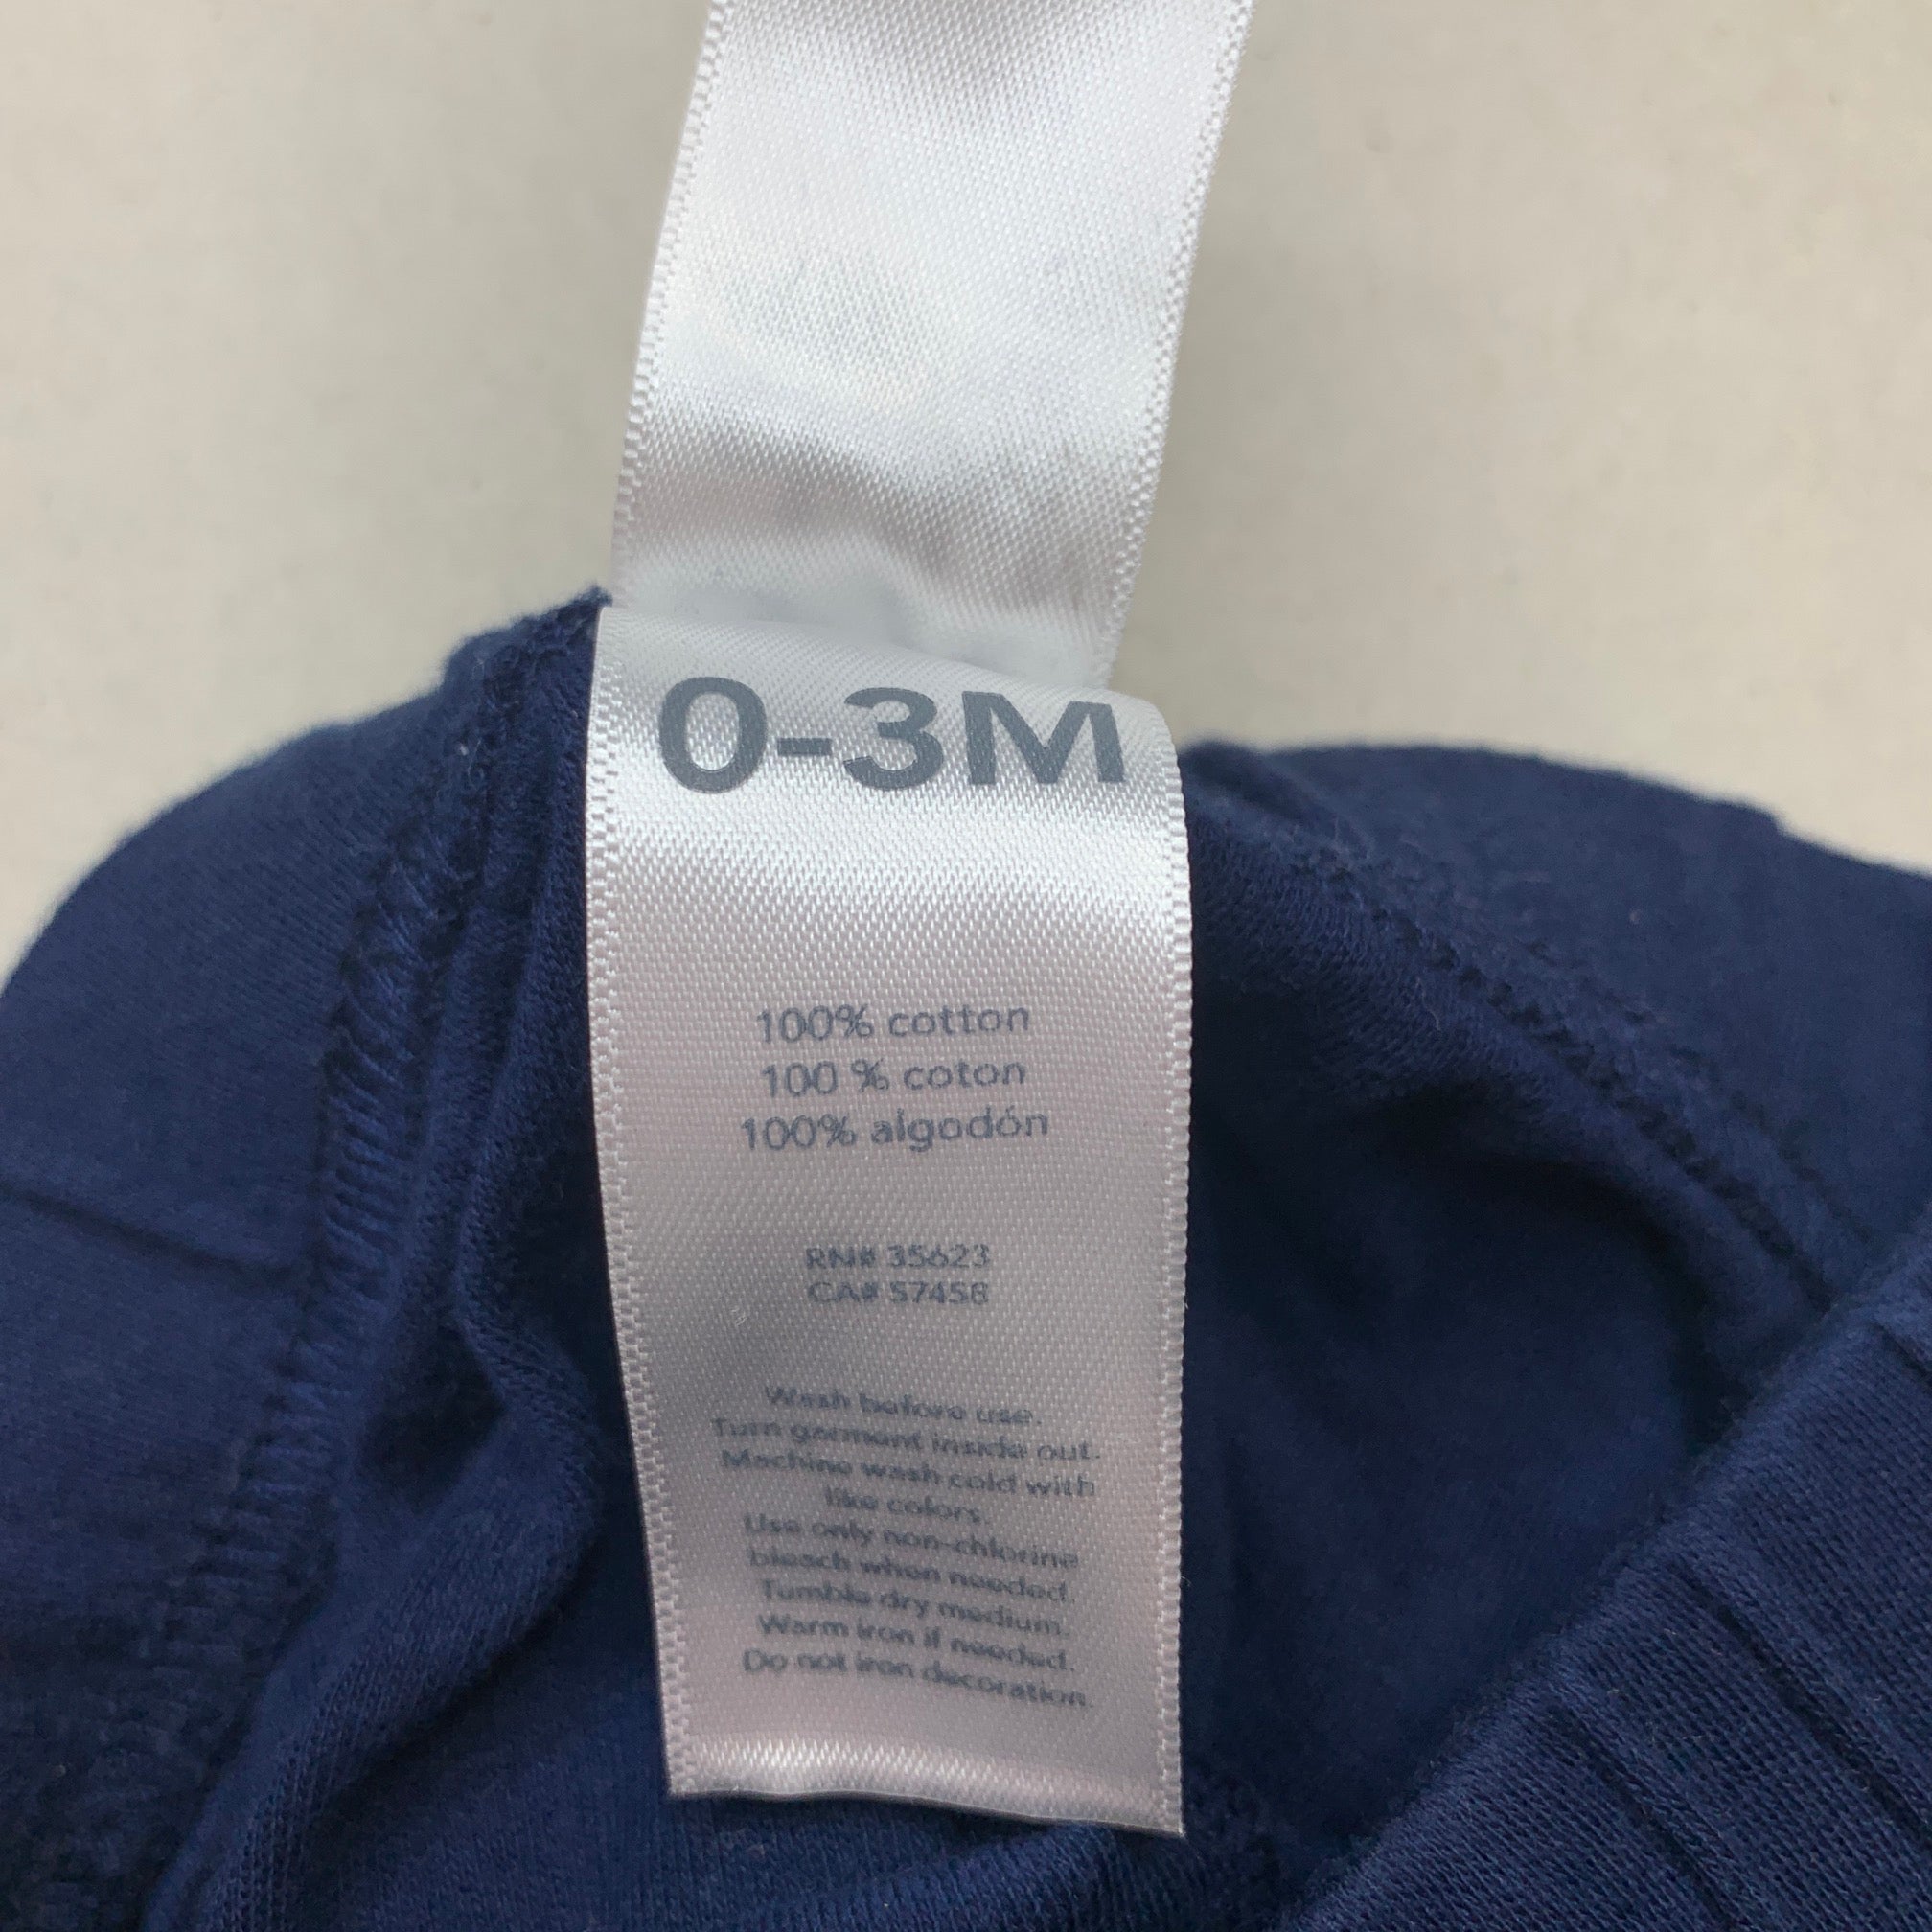 0-3M
100% cotton
100 % coton
100% algodón
RN# 35623
CA# 57458
Wash before use.
Turn garment inside out.
Machine wash cold with
like colors.
Use only non-chlorine
bleach when needed.
Tumble dry medium.
Warm iron if needed.
Do not iron decoration.